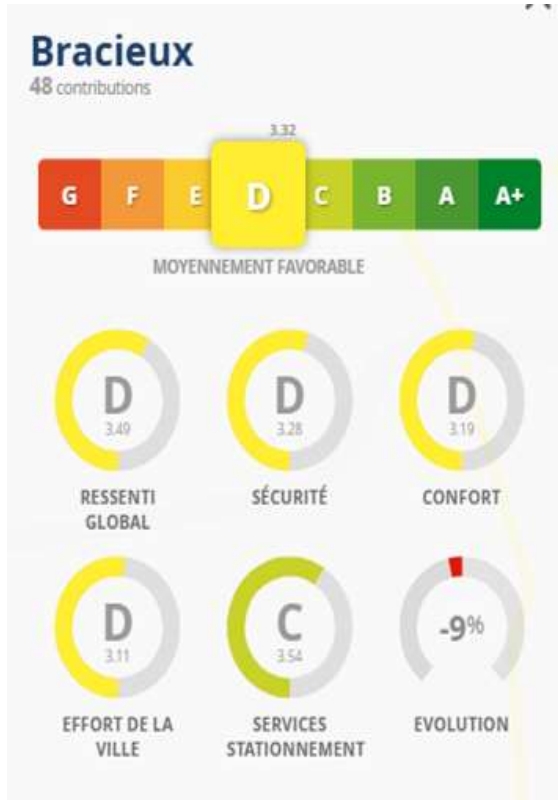 Bracieux
48 contributions
3.32
G F E D C B A A+
MOYENNEMENT FAVORABLE
D D D
3.49 3.28 3.19
RESSENTI GLOBAL
SÉCURITÉ
CONFORT
D C -9%
3.11 3.54
EFFORT DE LA VILLE
SERVICES STATIONNEMENT
EVOLUTION